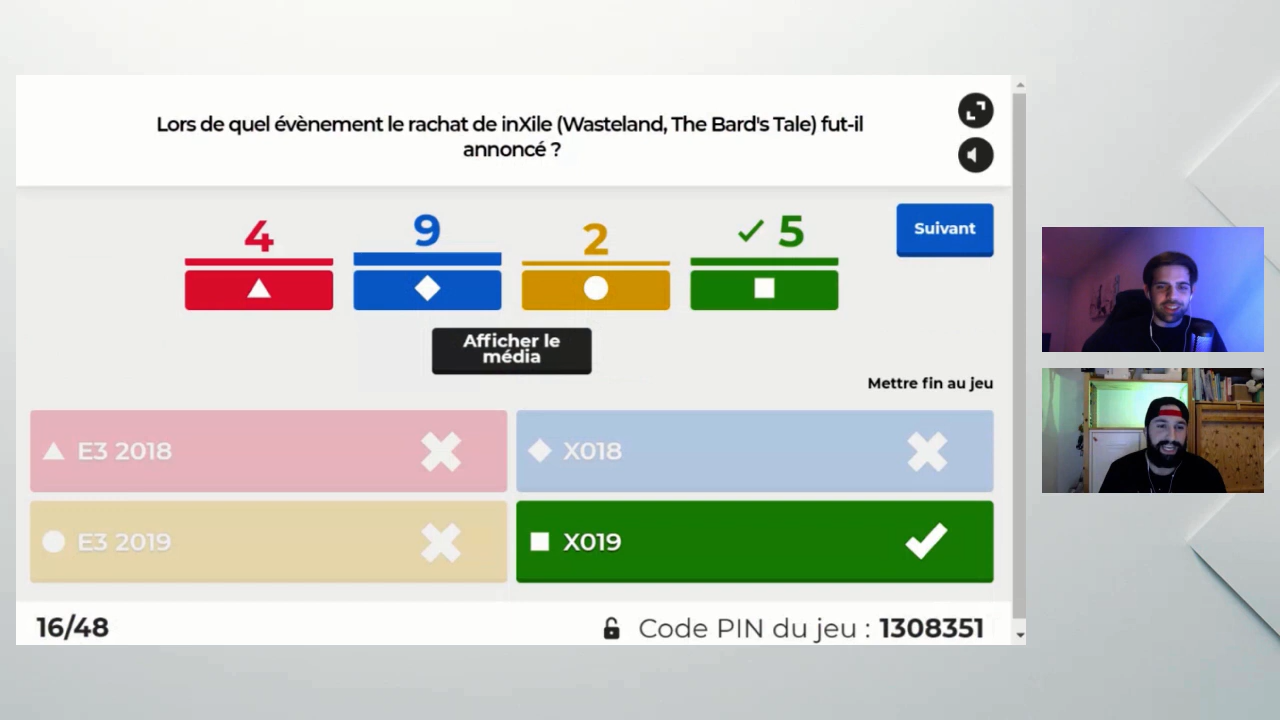 Lors de quel évènement le rachat de inXile (Wasteland, The Bard's Tale) fut-il
annoncé ?
4
9
2
5
Suivant
Afficher le
média
Mettre fin au jeu
E3 2018
X018
E3 2019
X019
16/48
Code PIN du jeu : 1308351